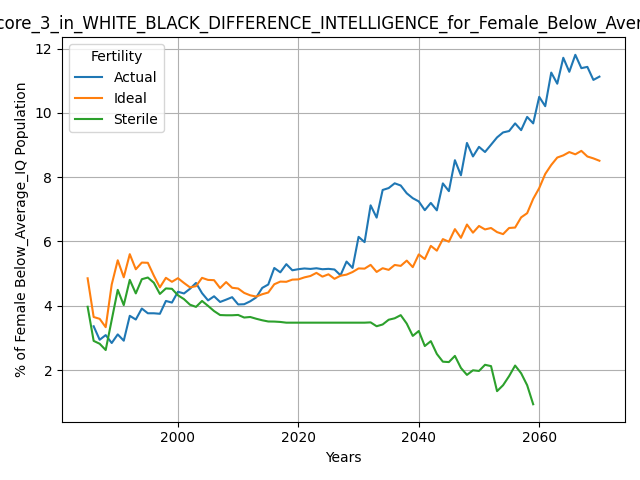 core_3_in_WHITE_BLACK_DIFFERENCE_INTELLIGENCE_for_Female_Below_Aver
Fertility
Actual
Ideal
Sterile
% of Female Below_Average_IQ Population
12
10
8
6
4
2
2000
2020
2040
2060
Years